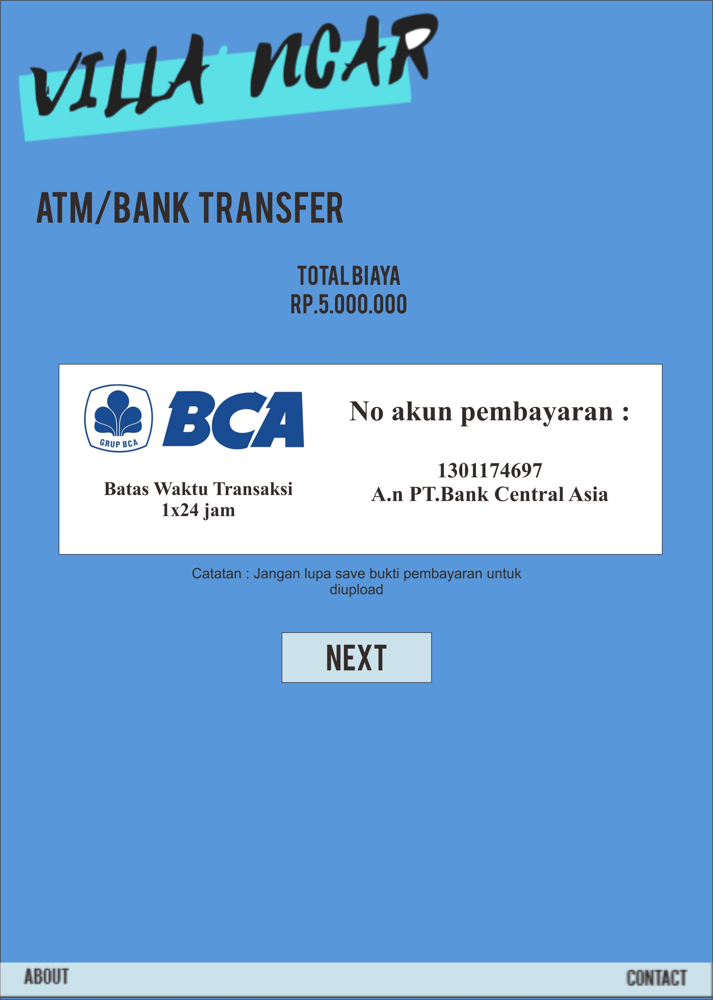 VILLA NCAR
ATM/BANK TRANSFER
TOTAL BIAYA
RP.5.000.000
GRUP BCA
BCA
No akun pembayaran :
1301174697
A.n PT.Bank Central Asia
Batas Waktu Transaksi
1x24 jam
Catatan : Jangan lupa save bukti pembayaran untuk
diupload
NEXT
ABOUT
CONTACT